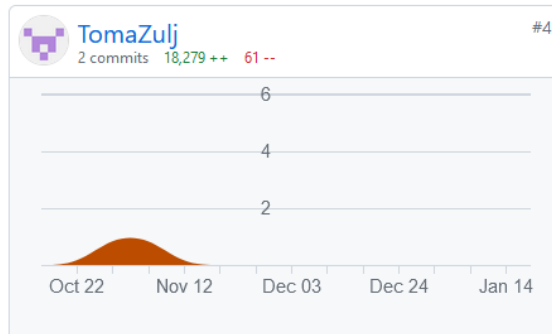 TomaZulj
#4
2 commits 18,279 ++ 61 --
6
4
2
Oct 22 Nov 12 Dec 03 Dec 24 Jan 14